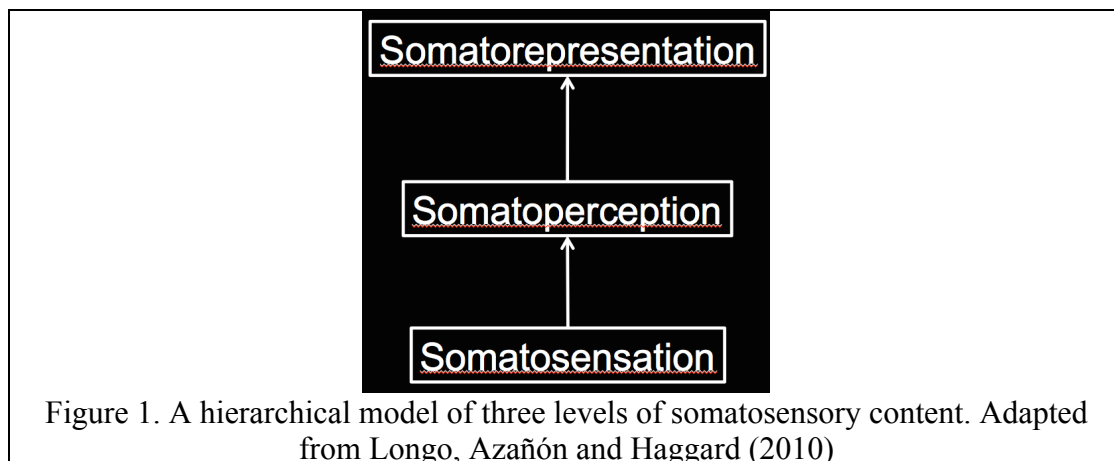 Somatorepresentation
Somatoperception
Somatosensation
Figure 1. A hierarchical model of three levels of somatosensory content. Adapted
from Longo, Azañón and Haggard (2010)